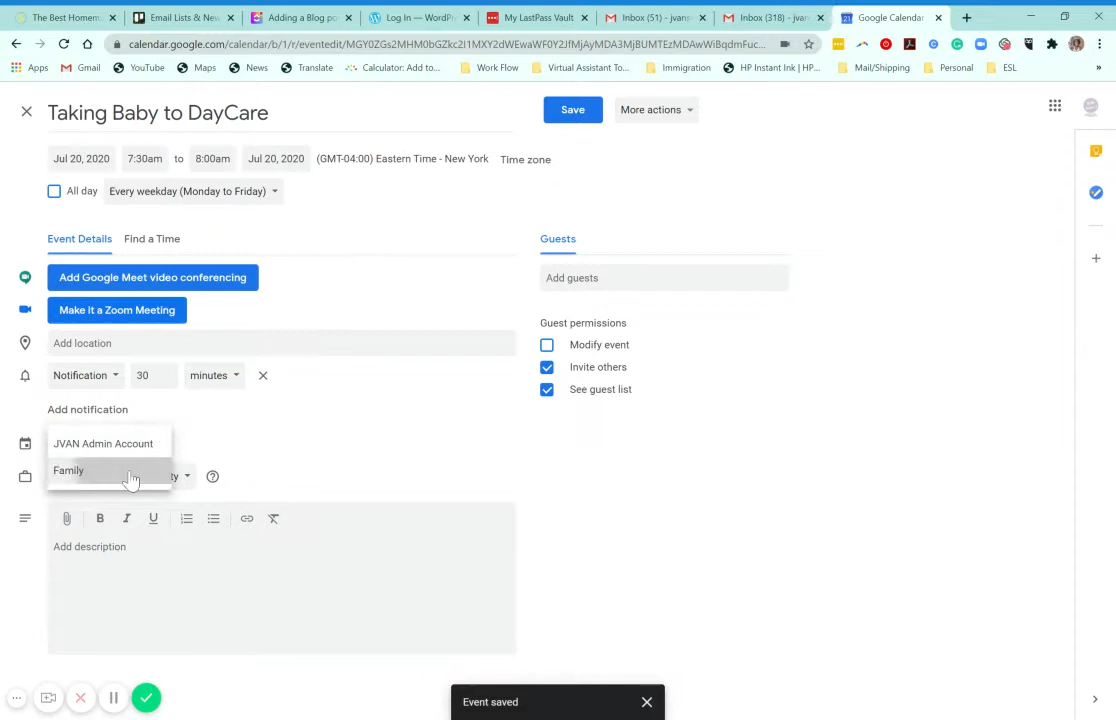 The Best Homema
Email Lists & New
Adding a Blog po
Log In — WordPr
My LastPass Vault
Inbox (51) - jvans
Inbox (318) - jvan
21
Google Calendar
calendar.google.com/calendar/b/1/r/eventedit/MGY0ZGs2MHM0bGZkc2I1MXY2dWEwaWF0Y2JfMjAyMDA3MjBUMTEzMDAwWiBqdmFuc...
Apps
Gmail
YouTube
Maps
News
Translate
Calculator: Add to...
Work Flow
Virtual Assistant To...
Immigration
HP Instant Ink | HP...
Mail/Shipping
Personal
ESL
»
Taking Baby to DayCare
Save
More actions
Jul 20, 2020
7:30am
to
8:00am
Jul 20, 2020
(GMT-04:00) Eastern Time - New York
Time zone
All day
Every weekday (Monday to Friday)
Event Details
Find a Time
Guests
Add Google Meet video conferencing
Add guests
Make it a Zoom Meeting
Guest permissions
Add location
Modify event
Notification
30
minutes
Invite others
See guest list
Add notification
JVAN Admin Account
Family
ty
B
I
U
Add description
Event saved